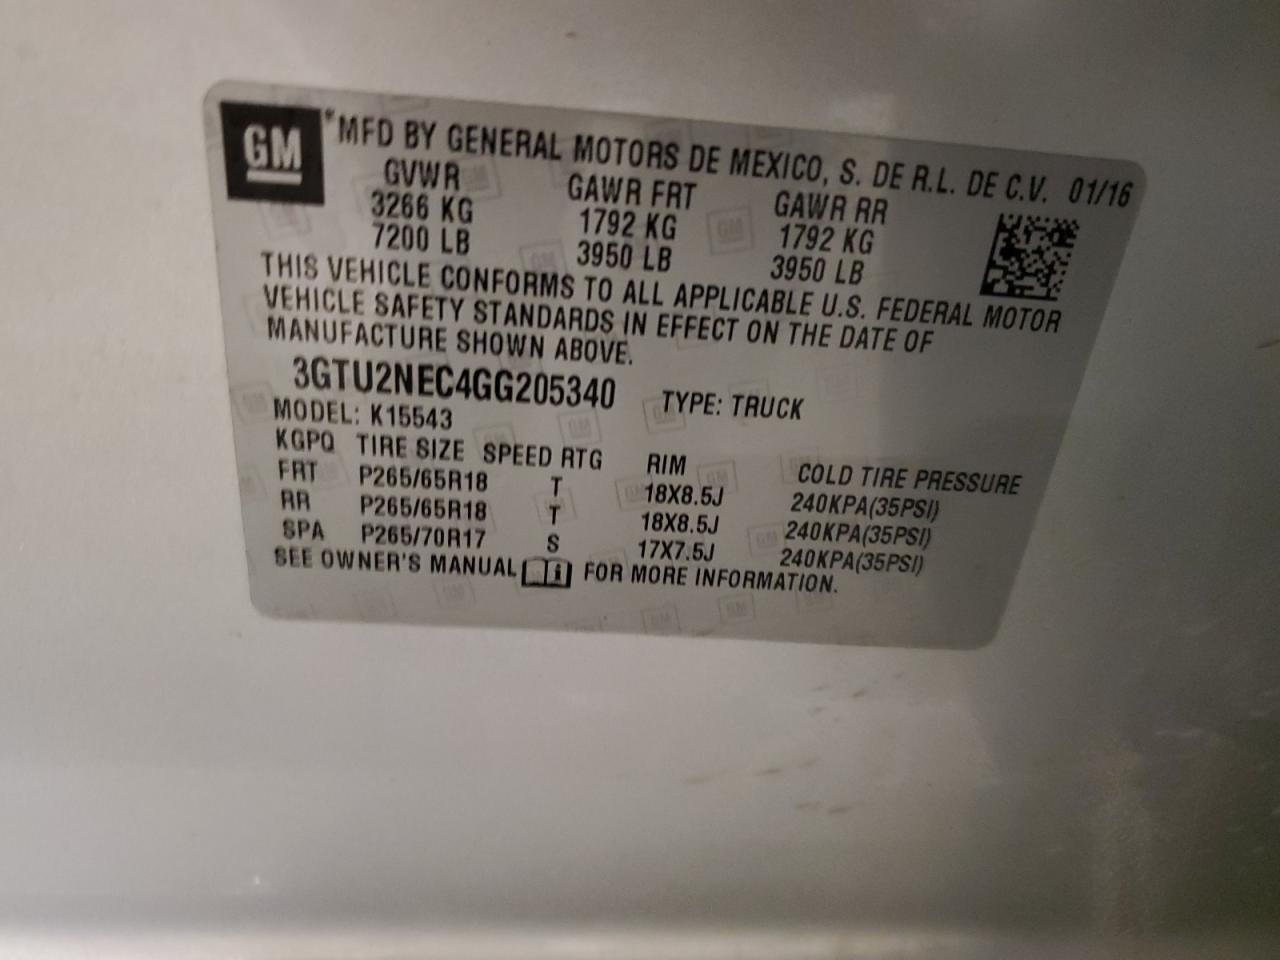 GM *MFD BY GENERAL MOTORS DE MEXICO, S. DE R.L. DE C.V. 01/16
GVWR GAWR FRT GAWR RR
3266 KG 1792 KG 1792 KG
7200 LB 3950 LB 3950 LB
THIS VEHICLE CONFORMS TO ALL APPLICABLE U.S. FEDERAL MOTOR
VEHICLE SAFETY STANDARDS IN EFFECT ON THE DATE OF
MANUFACTURE SHOWN ABOVE.
3GTU2NEC4GG205340 TYPE: TRUCK
MODEL: K15543
KGPQ TIRE SIZE SPEED RTG RIM COLD TIRE PRESSURE
FRT P265/65R18 T 18X8.5J 240KPA(35PSI)
RR P265/65R18 T 18X8.5J 240KPA(35PSI)
SPA P265/70R17 S 17X7.5J 240KPA(35PSI)
SEE OWNER'S MANUAL i FOR MORE INFORMATION.